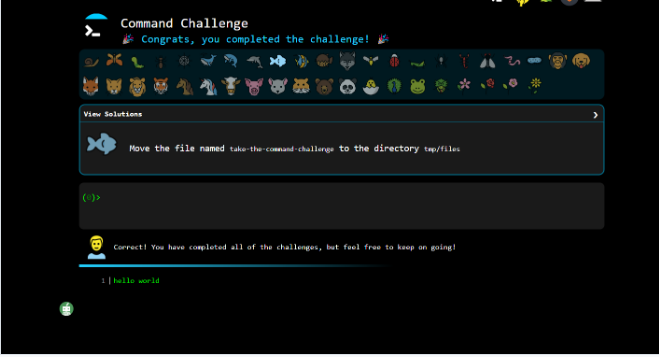 Command Challenge
🎉 Congrats, you completed the challenge! 🎉
View Solutions
Move the file named take-the-command-challenge to the directory tmp/files
(0)>
Correct! You have completed all of the challenges, but feel free to keep on going!
1 hello world